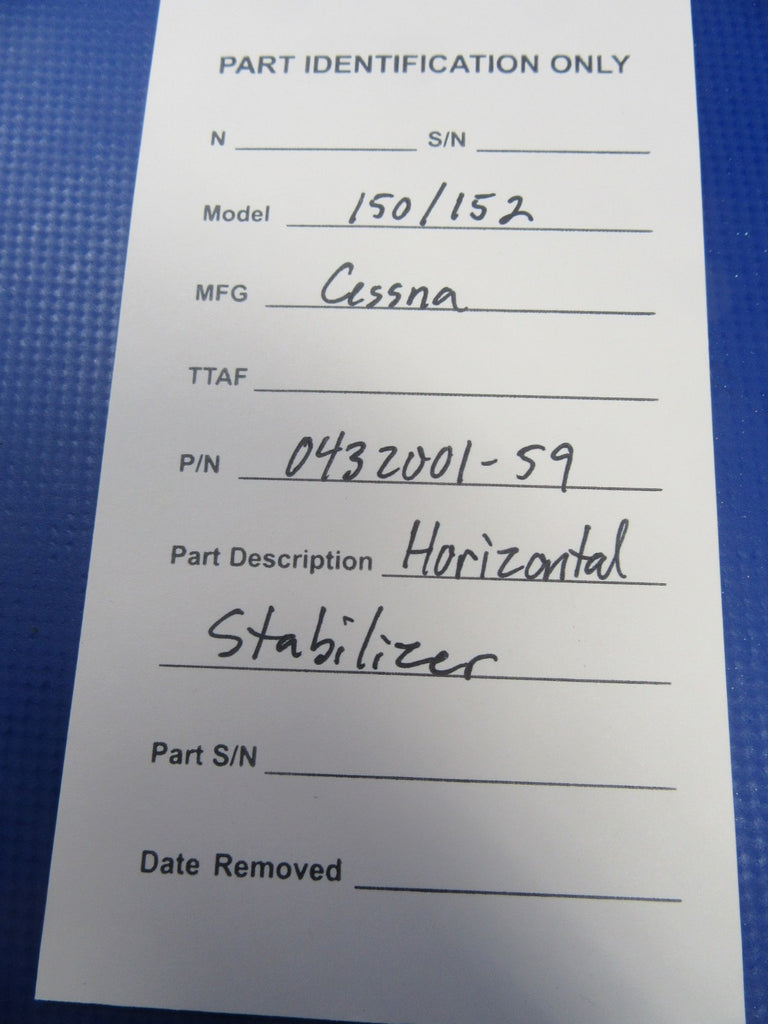 PART IDENTIFICATION ONLY
N S/N
Model 150/152
MFG Cessna
TTAF
P/N 0432001-59
Part Description Horizontal
Stabilizer
Part S/N
Date Removed